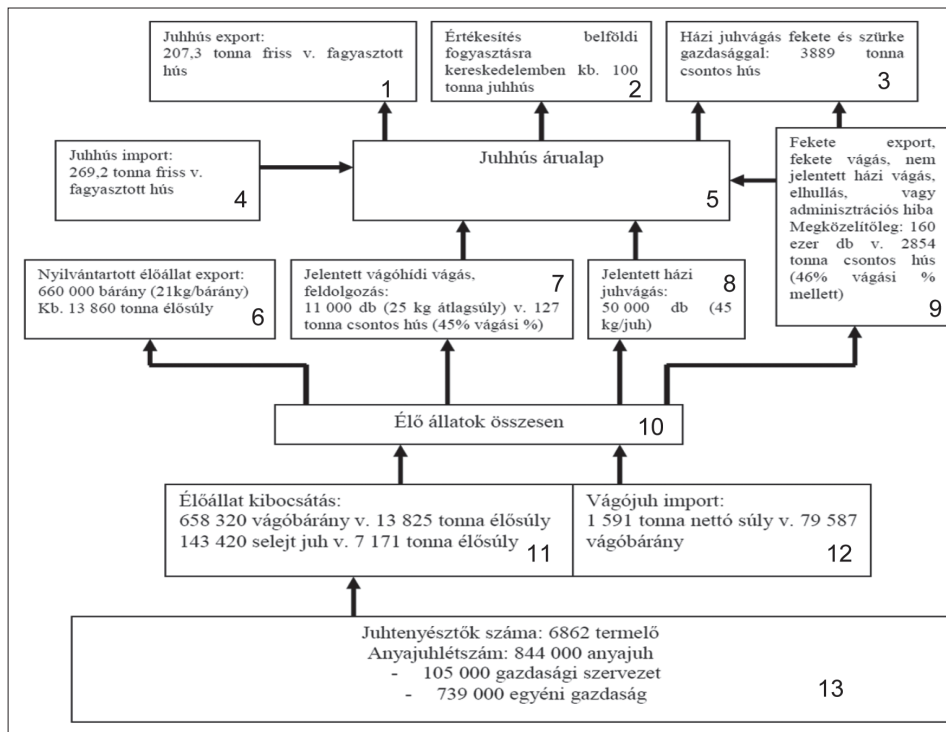 Juhhús export:
207,3 tonna friss v. fagyasztott
hús
1
Értékesítés belföldi
fogyasztásra
kereskedelemben kb. 100
tonna juhhús
2
Házi juhvágás fekete és szürke
gazdasággal: 3889 tonna
csontos hús
3
Juhhús import:
269,2 tonna friss v.
fagyasztott hús
4
Juhhús árualap
5
Fekete export,
fekete vágás, nem
jelentett házi vágás,
elhullás, vagy
adminisztrációs hiba
Megközelítőleg: 160
ezer db v. 2854
tonna csontos hús
(46% vágási %
mellett)
9
Nyilvántartott élőállat export:
660 000 bárány (21kg/bárány)
Kb. 13 860 tonna élősúly
6
Jelentett vágóhídi vágás,
feldolgozás:
11 000 db (25 kg átlagsúly) v. 127
tonna csontos hús (45% vágási %)
7
Jelentett házi
juhvágás:
50 000 db (45
kg/juh)
8
Élő állatok összesen
10
Élőállat kibocsátás:
658 320 vágóbárány v. 13 825 tonna élősúly
143 420 selejt juh v. 7 171 tonna élősúly
11
Vágójuh import:
1 591 tonna nettó súly v. 79 587
vágóbárány
12
Juhtenyésztők száma: 6862 termelő
Anyajuhlétszám: 844 000 anyajuh
- 105 000 gazdasági szervezet
- 739 000 egyéni gazdaság
13